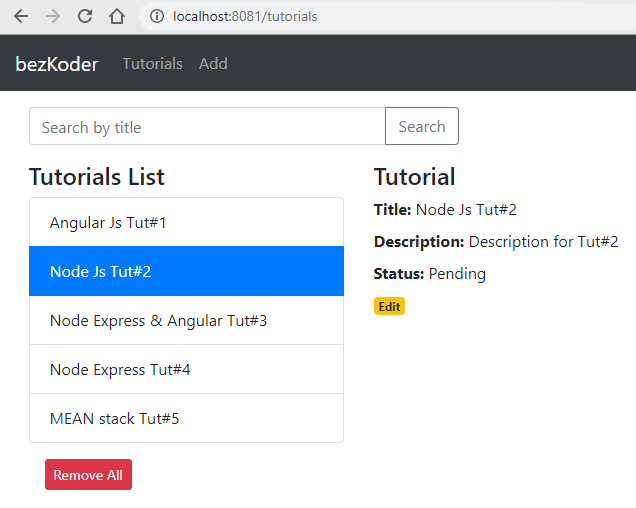 localhost:8081/tutorials
bezKoder Tutorials Add
Search by title Search
Tutorials List
Angular Js Tut#1
Node Js Tut#2
Node Express & Angular Tut#3
Node Express Tut#4
MEAN stack Tut#5
Remove All
Tutorial
Title: Node Js Tut#2
Description: Description for Tut#2
Status: Pending
Edit